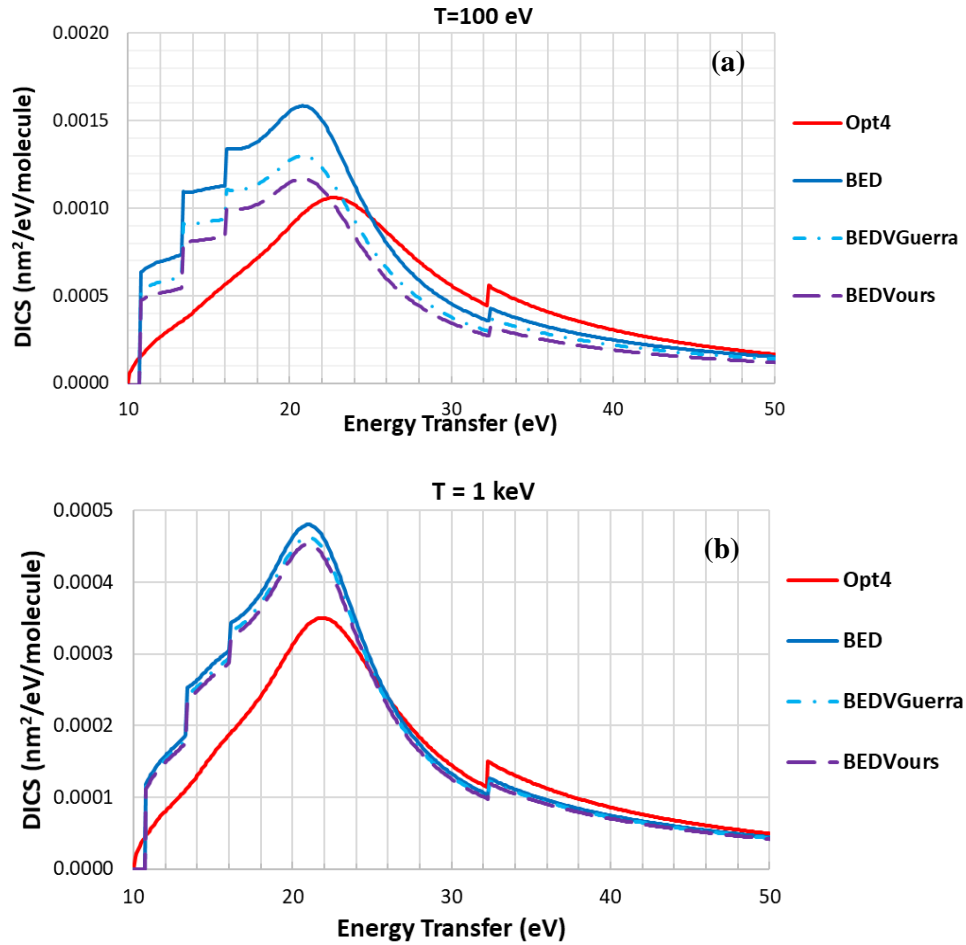 T=100 eV
(a)
DICS (nm²/eV/molecule)
0.0020
0.0015
0.0010
0.0005
0.0000
10
20
30
40
50
Energy Transfer (eV)
Opt4
BED
BEDVGuerra
BEDVours
T = 1 keV
(b)
DICS (nm²/eV/molecule)
0.0005
0.0004
0.0003
0.0002
0.0001
0.0000
10
20
30
40
50
Energy Transfer (eV)
Opt4
BED
BEDVGuerra
BEDVours